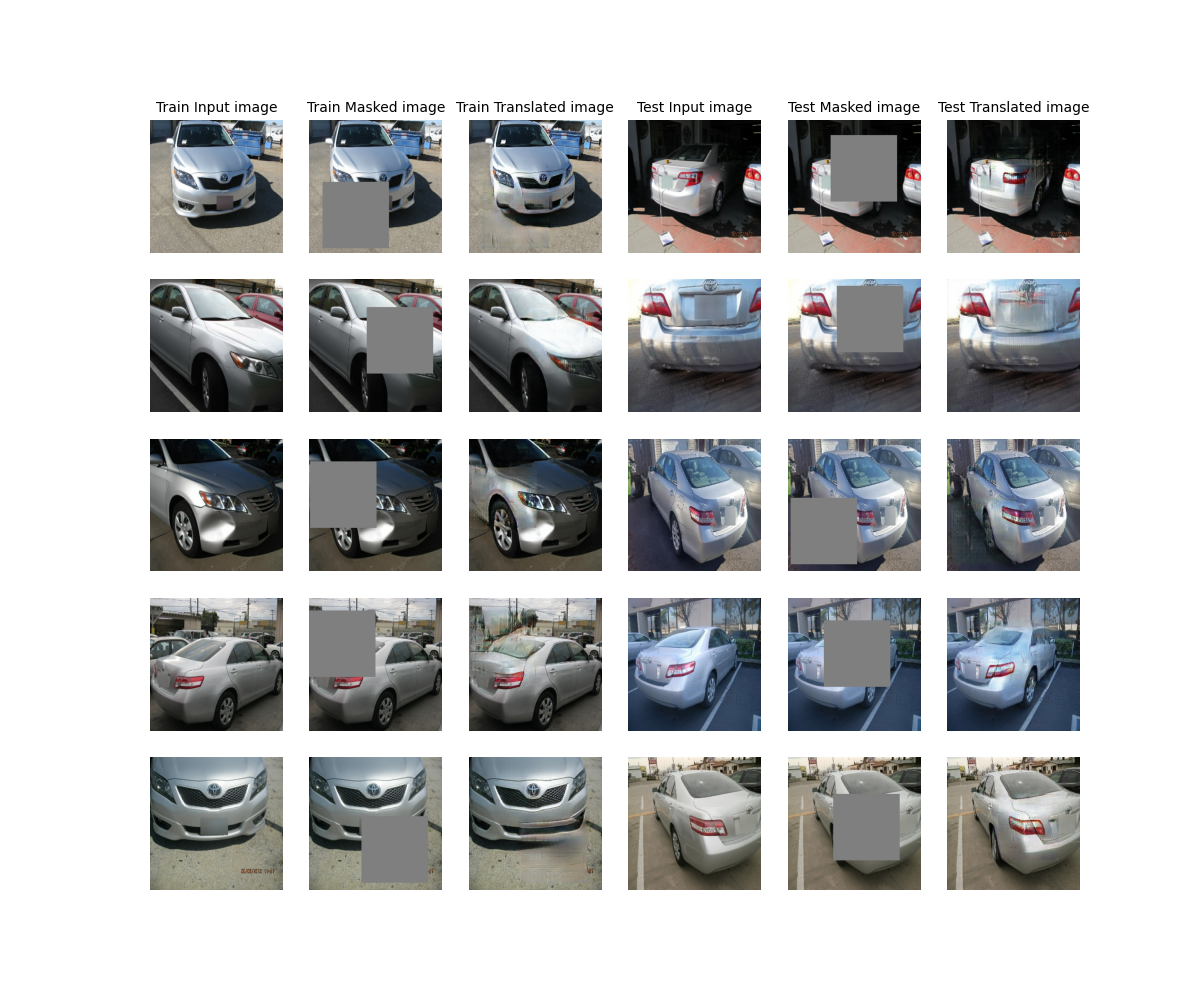 Train Input image
Train Masked image
Train Translated image
Test Input image
Test Masked image
Test Translated image